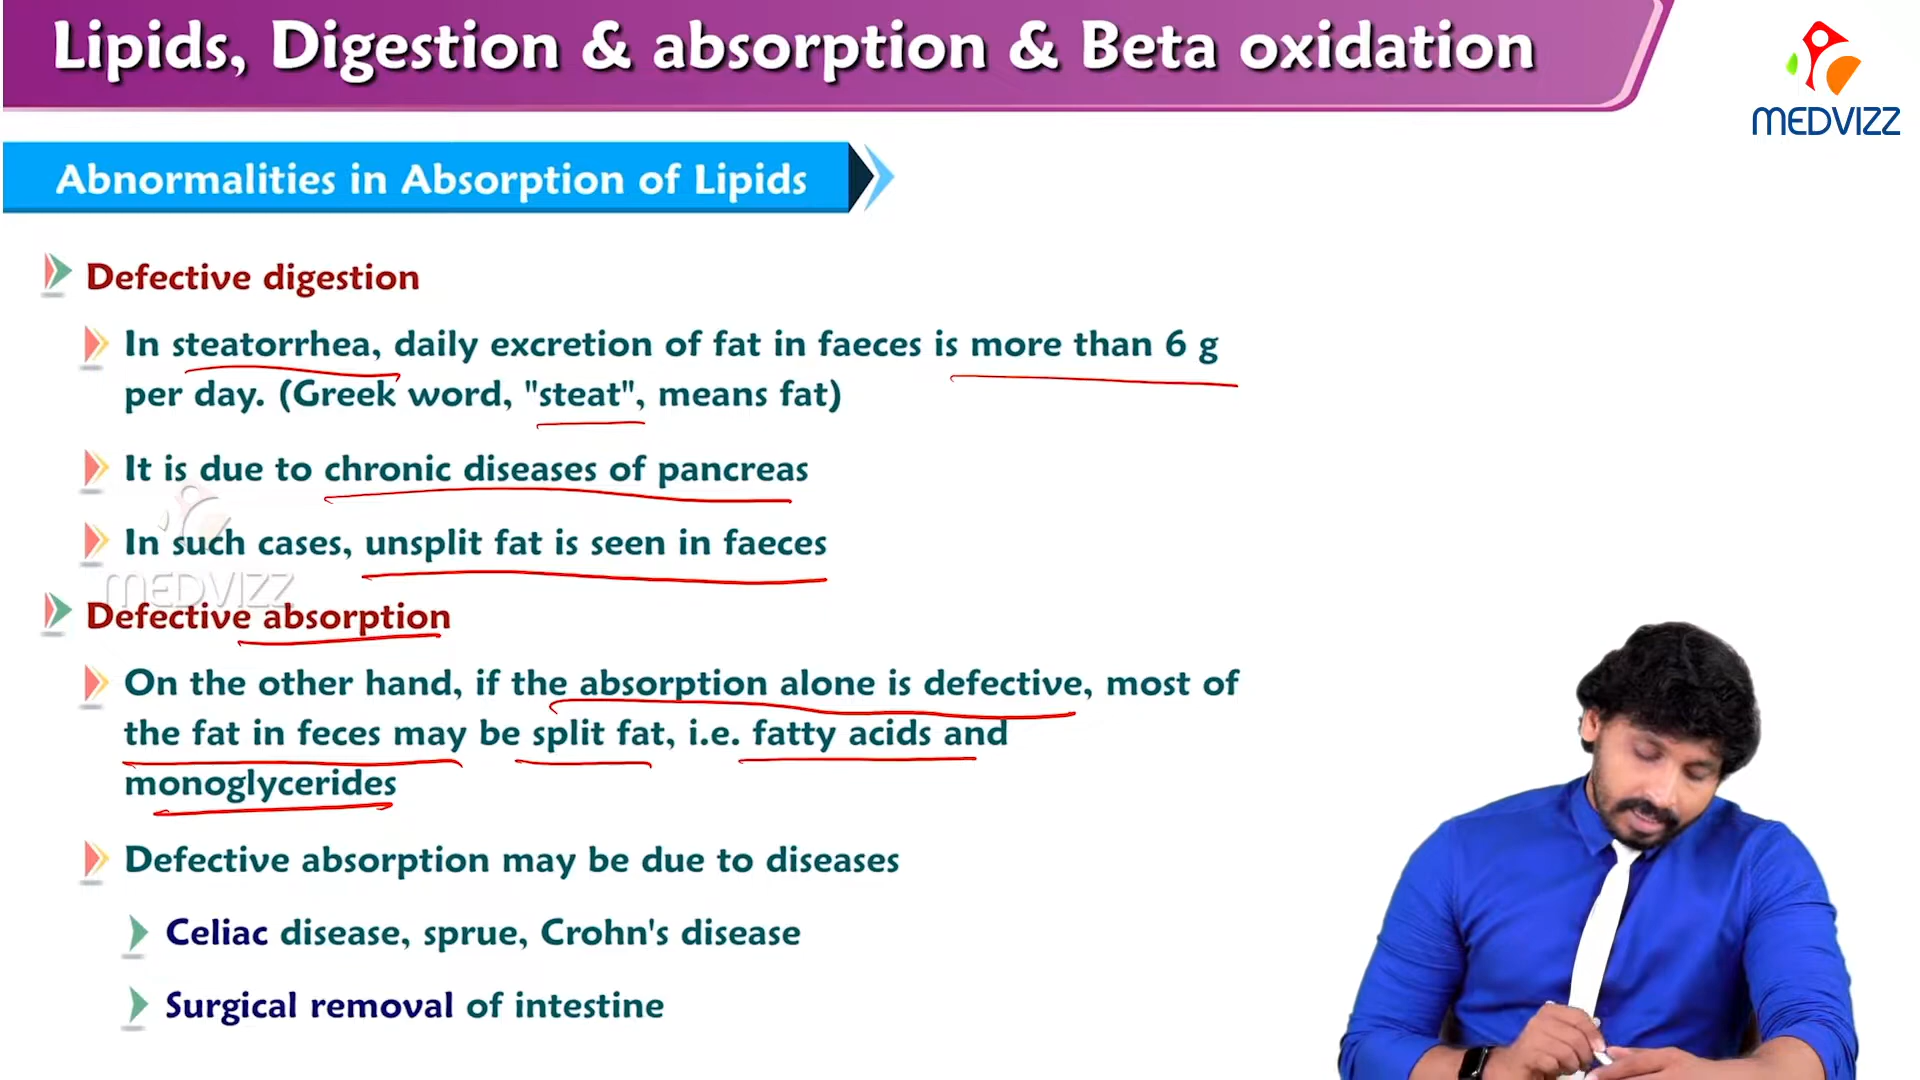 Lipids, Digestion & absorption & Beta oxidation
MEDVIZZ
Abnormalities in Absorption of Lipids
Defective digestion
In steatorrhea, daily excretion of fat in faeces is more than 6 g
per day. (Greek word, "steat", means fat)
It is due to chronic diseases of pancreas
In such cases, unsplit fat is seen in faeces
MEDVIZZ
Defective absorption
On the other hand, if the absorption alone is defective, most of
the fat in feces may be split fat, i.e. fatty acids and
monoglycerides
Defective absorption may be due to diseases
Celiac disease, sprue, Crohn's disease
Surgical removal of intestine